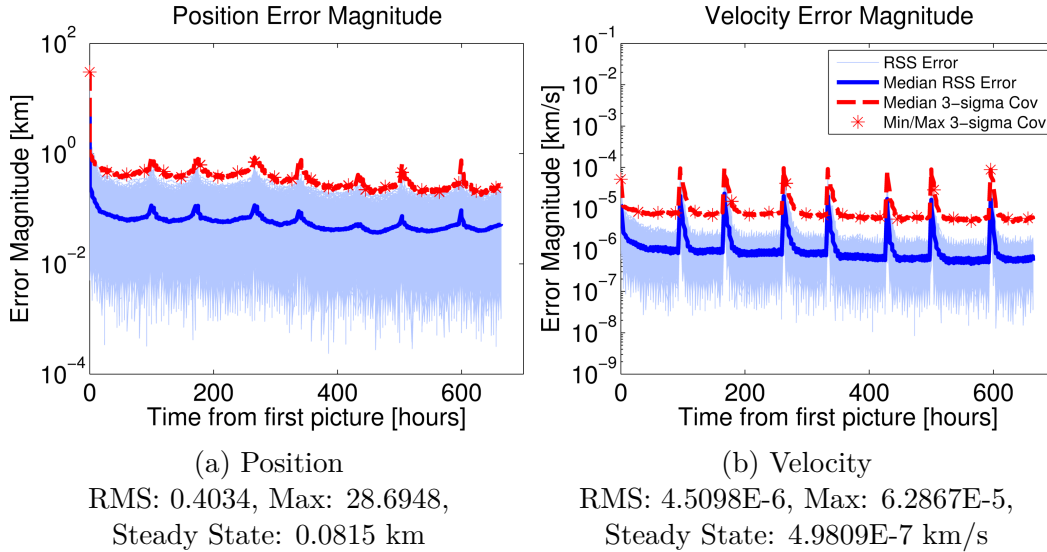 Position Error Magnitude
Error Magnitude [km]
10^2
10^0
10^-2
10^-4
0 200 400 600
Time from first picture [hours]
(a) Position
RMS: 0.4034, Max: 28.6948,
Steady State: 0.0815 km
Velocity Error Magnitude
Error Magnitude [km/s]
10^-1
10^-2
10^-3
10^-4
10^-5
10^-6
10^-7
10^-8
10^-9
RSS Error
Median RSS Error
Median 3-sigma Cov
Min/Max 3-sigma Cov
0 200 400 600
Time from first picture [hours]
(b) Velocity
RMS: 4.5098E-6, Max: 6.2867E-5,
Steady State: 4.9809E-7 km/s